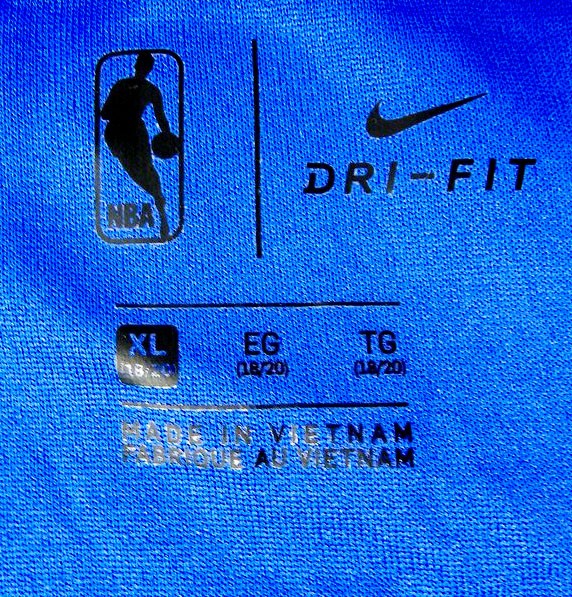 NBA
DRI-FIT
XL EG TG
(18/20) (18/20) (18/20)
MADE IN VIETNAM
FABRIQUE AU VIETNAM